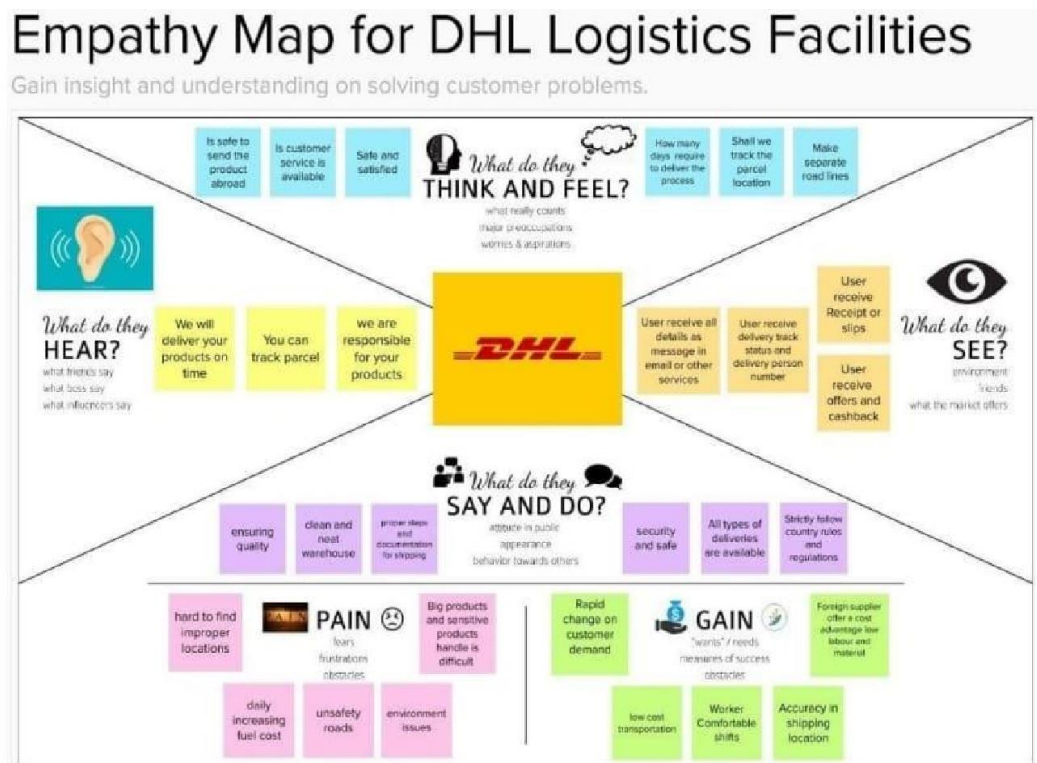 Empathy Map for DHL Logistics Facilities
Gain insight and understanding on solving customer problems.
Is safe to
send the
product
abroad
Is customer
service is
available
Safe and
satisfied
What do they
THINK AND FEEL?
what really counts
major preoccupations
worries & aspirations
How many
days require
to deliver the
process
Shall we
track the
parcel
location
Make
separate
road lines
What do they
HEAR?
what friends say
what boss say
what influencers say
We will
deliver your
products on
time
You can
track parcel
we are
responsible
for your
products
DHL
User receive all
details as
message in
email or other
services
User receive
delivery track
status and
delivery person
number
User
receive
Receipt or
slips
User
receive
offers and
cashback
What do they
SEE?
environment
friends
what the market offers
What do they
SAY AND DO?
attitude in public
appearance
behavior towards others
ensuring
quality
clean and
neat
warehouse
proper steps
and
documentation
for shipping
security
and safe
All types of
deliveries
are available
Strictly follow
country rules
and
regulations
PAIN
PAIN
fears
frustrations
obstacles
hard to find
improper
locations
Big products
and sensitive
products
handle is
difficult
daily
increasing
fuel cost
unsafety
roads
environment
issues
GAIN
"wants" / needs
measures of success
obstacles
Rapid
change on
customer
demand
Foreign supplier
offer a cost
advantage low
labour and
material
low cost
transportation
Worker
Comfortable
shifts
Accuracy in
shipping
location